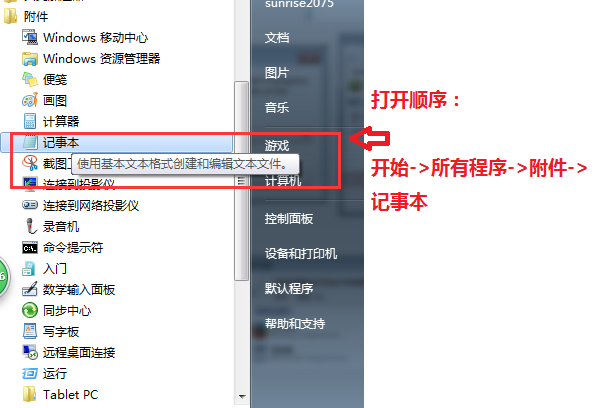 附件
Windows 移动中心
Windows 资源管理器
便笺
画图
计算器
记事本
截图工
使用基本文本格式创建和编辑文本文件。
连接到投影仪
连接到网络投影仪
录音机
命令提示符
入门
数学输入面板
同步中心
写字板
远程桌面连接
运行
Tablet PC
sunrise2075
文档
图片
音乐
游戏
计算机
控制面板
设备和打印机
默认程序
帮助和支持
打开顺序：
开始->所有程序->附件->
记事本